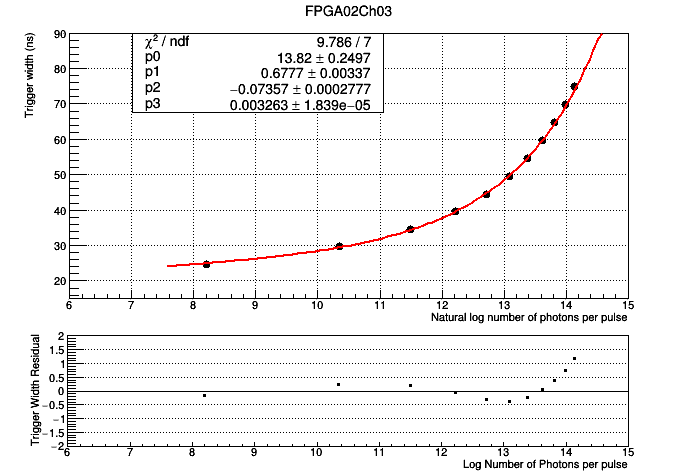 FPGA02Ch03
χ² / ndf 9.786 / 7
p0 13.82 ± 0.2497
p1 0.6777 ± 0.00337
p2 −0.07357 ± 0.0002777
p3 0.003263 ± 1.839e−05
Trigger width (ns)
90
80
70
60
50
40
30
20
6 7 8 9 10 11 12 13 14 15
Natural log number of photons per pulse
Trigger Width Residual
2
1.5
1
0.5
0
−0.5
−1
−1.5
−2
6 7 8 9 10 11 12 13 14 15
Log Number of Photons per pulse